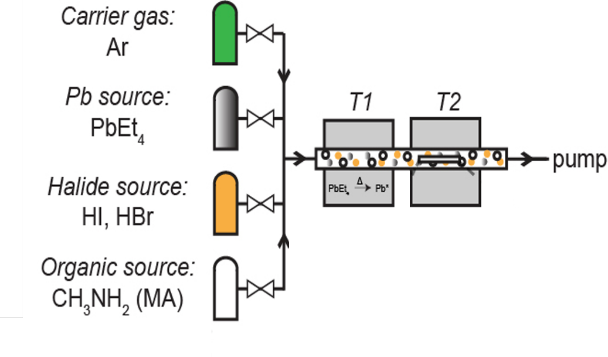 Carrier gas:
Ar
Pb source:
PbEt₄
Halide source:
HI, HBr
Organic source:
CH₃NH₂ (MA)
T1
T2
PbEt₄ Δ→ Pb°
pump